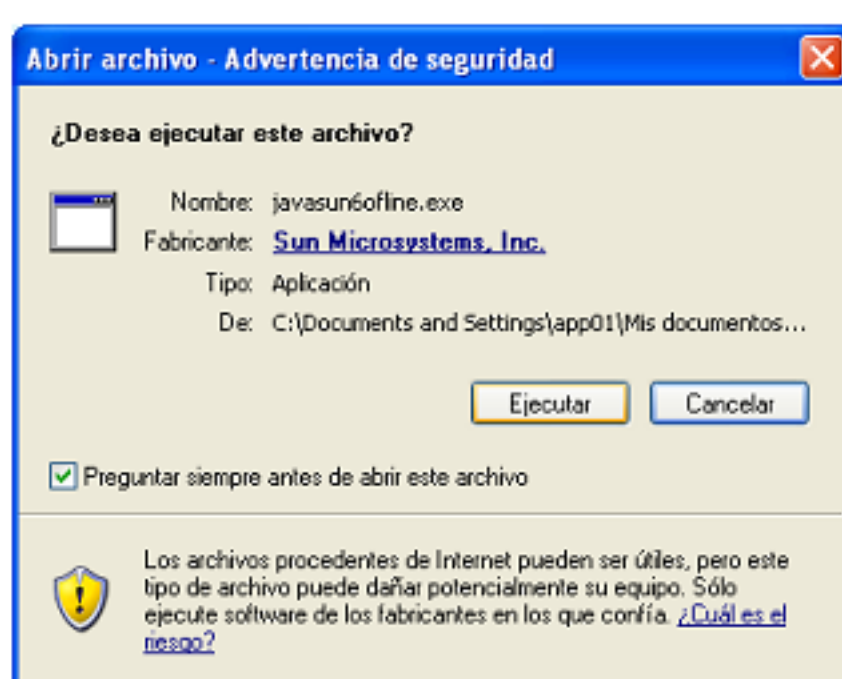 Abrir archivo - Advertencia de seguridad
¿Desea ejecutar este archivo?
Nombre: javasun6ofline.exe
Fabricante: Sun Microsystems, Inc.
Tipo: Aplicación
De: C:\Documents and Settings\app01\Mis documentos...
Ejecutar Cancelar
Preguntar siempre antes de abrir este archivo
Los archivos procedentes de Internet pueden ser útiles, pero este
tipo de archivo puede dañar potencialmente su equipo. Sólo
ejecute software de los fabricantes en los que confía. ¿Cuál es el
riesgo?